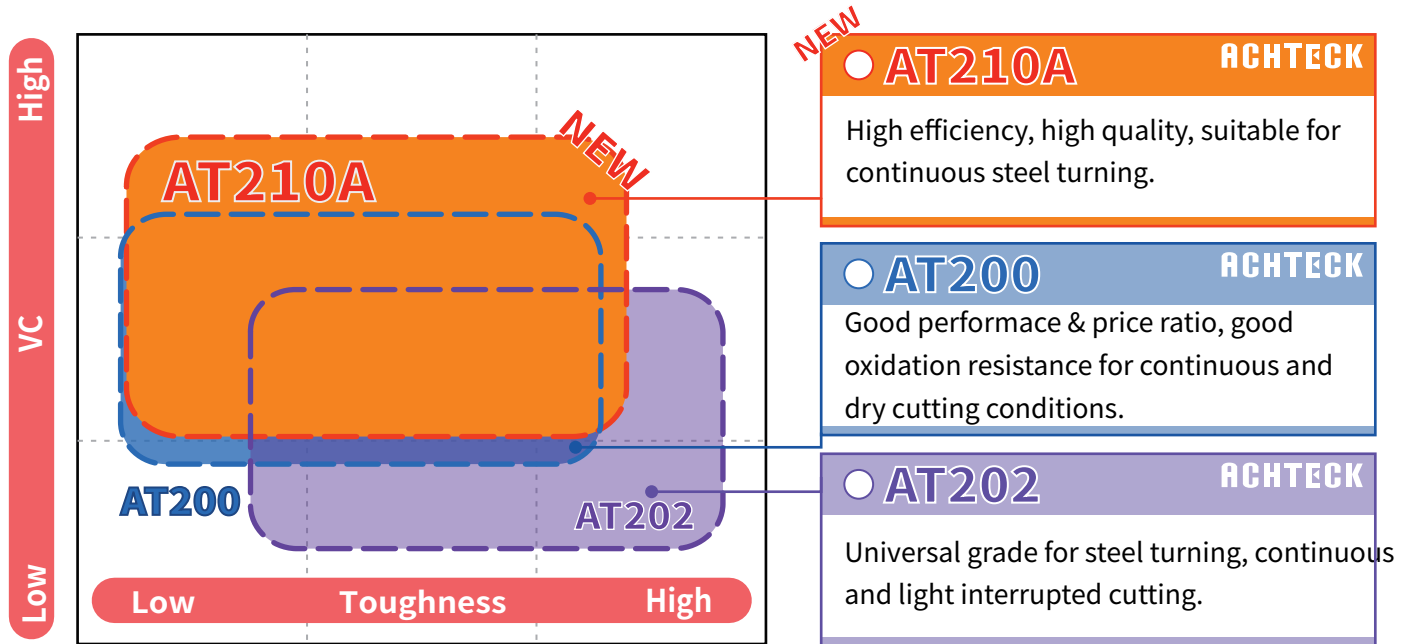 High
VC
Low
NEW
AT210A
AT200
AT202
Low
Toughness
High
NEW
AT210A
ACHTECK
High efficiency, high quality, suitable for
continuous steel turning.
AT200
ACHTECK
Good performace & price ratio, good
oxidation resistance for continuous and
dry cutting conditions.
AT202
ACHTECK
Universal grade for steel turning, continuous
and light interrupted cutting.